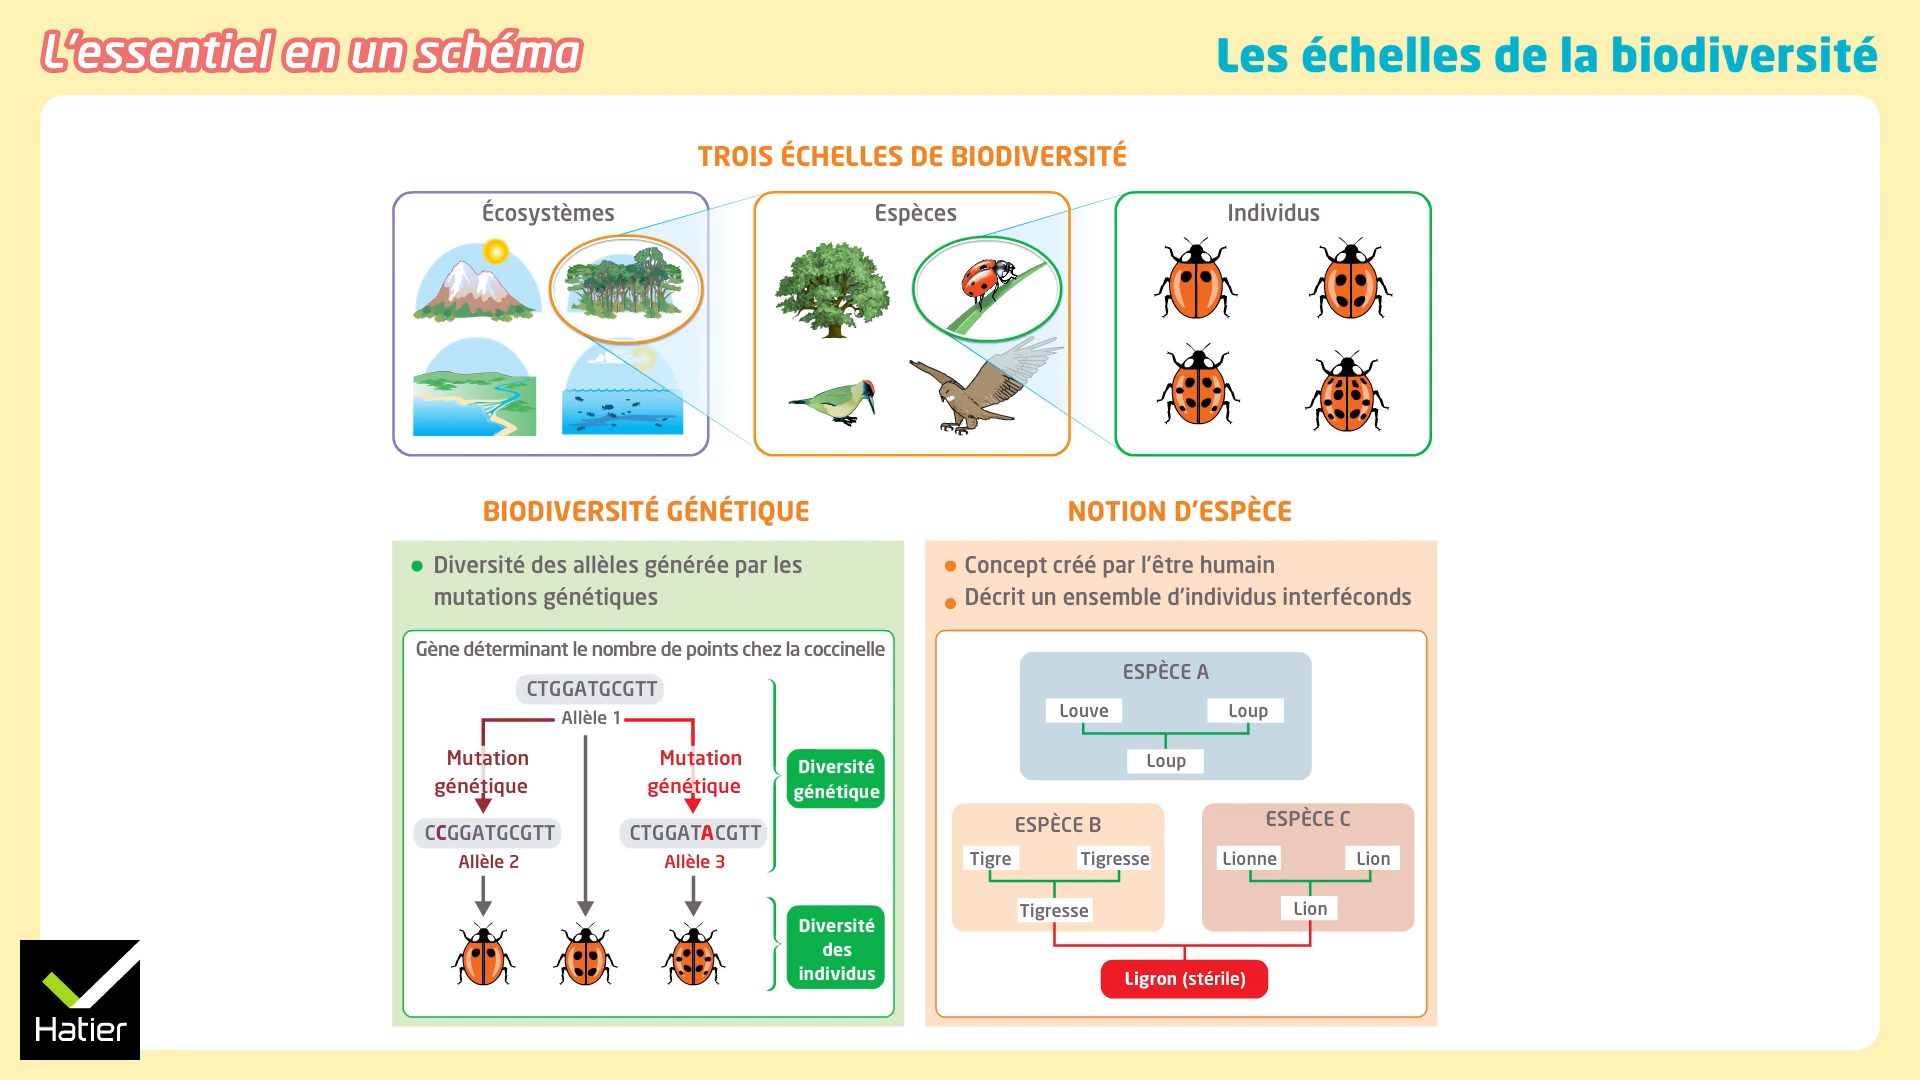 L'essentiel en un schéma
Les échelles de la biodiversité
TROIS ÉCHELLES DE BIODIVERSITÉ
Écosystèmes
Espèces
Individus
BIODIVERSITÉ GÉNÉTIQUE
• Diversité des allèles générée par les
mutations génétiques
Gène déterminant le nombre de points chez la coccinelle
CTGGATGCGTT
Allèle 1
Mutation
génétique
Mutation
génétique
CCGGATGCGTT
CTGGATACGTT
Allèle 2
Allèle 3
Diversité
génétique
Diversité
des
individus
NOTION D'ESPÈCE
• Concept créé par l'être humain
• Décrit un ensemble d'individus interféconds
ESPÈCE A
Louve
Loup
Loup
ESPÈCE B
Tigre
Tigresse
Tigresse
ESPÈCE C
Lionne
Lion
Lion
Ligron (stérile)
Hatier